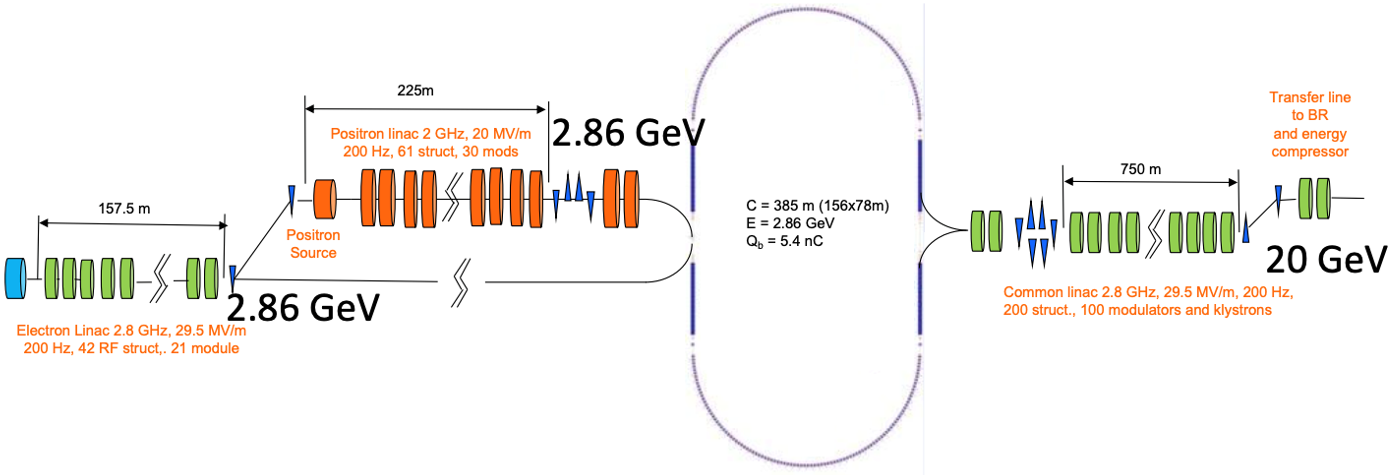 225m
Positron linac 2 GHz, 20 MV/m
200 Hz, 61 struct, 30 mods
2.86 GeV
157.5 m
Positron
Source
2.86 GeV
Electron Linac 2.8 GHz, 29.5 MV/m
200 Hz, 42 RF struct,. 21 module
C = 385 m (156x78m)
E = 2.86 GeV
Qb = 5.4 nC
750 m
Transfer line
to BR
and energy
compressor
20 GeV
Common linac 2.8 GHz, 29.5 MV/m, 200 Hz,
200 struct., 100 modulators and klystrons